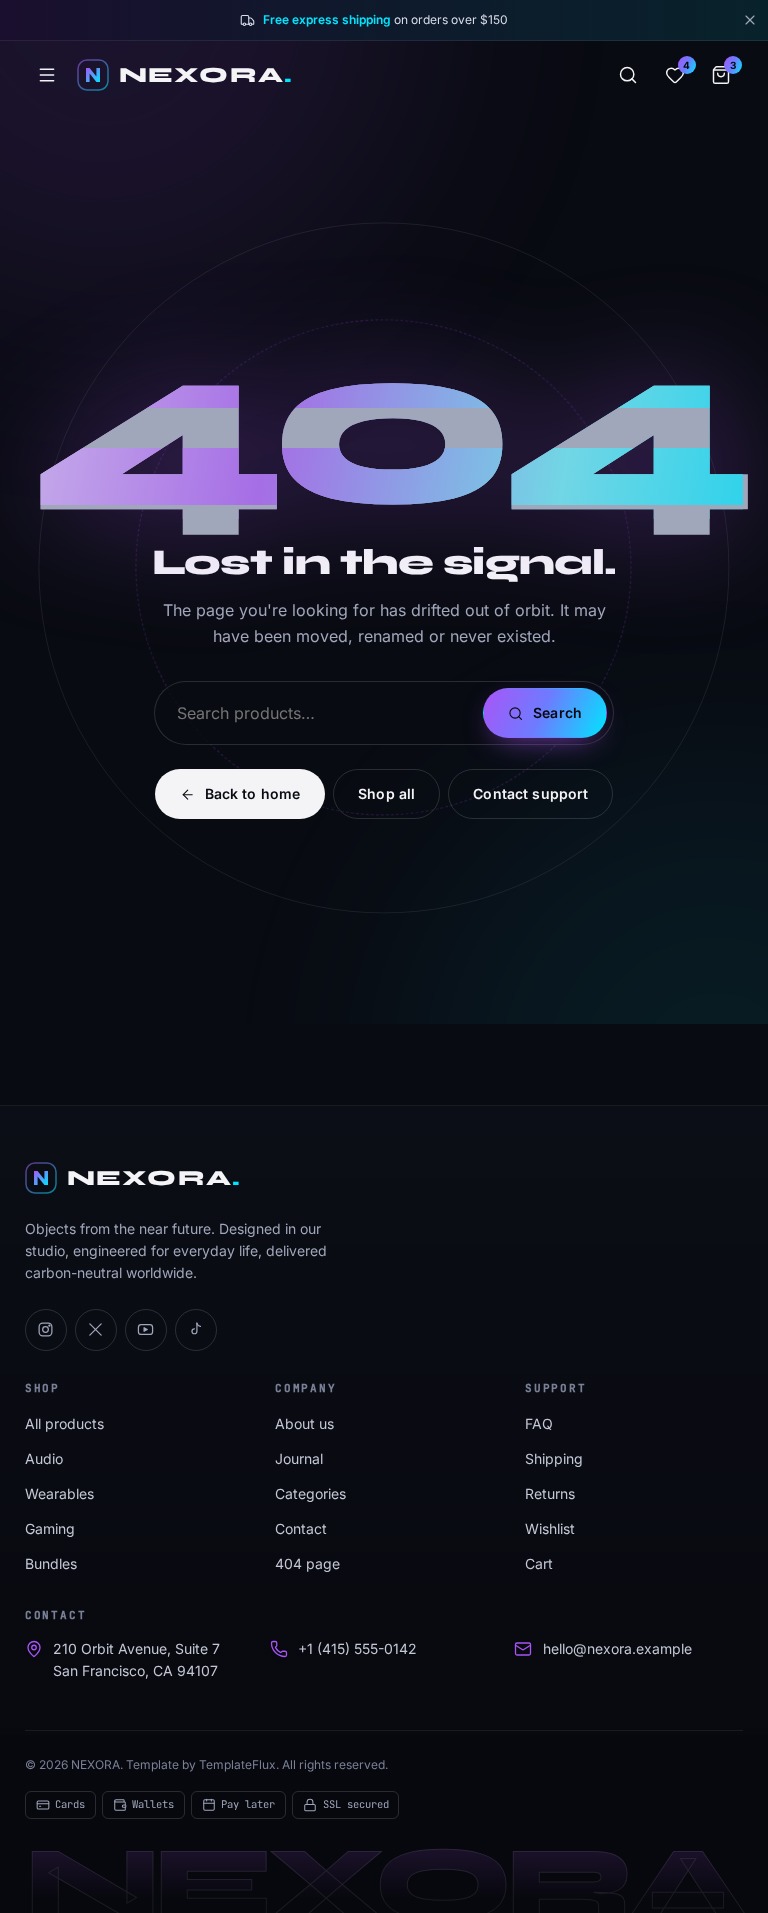 Free express shipping on orders over $150
N NEXORA.
4
3
404
Lost in the signal.
The page you're looking for has drifted out of orbit. It may
have been moved, renamed or never existed.
Search products...
Search
Back to home
Shop all
Contact support
N NEXORA.
Objects from the near future. Designed in our
studio, engineered for everyday life, delivered
carbon-neutral worldwide.
SHOP
All products
Audio
Wearables
Gaming
Bundles
COMPANY
About us
Journal
Categories
Contact
404 page
SUPPORT
FAQ
Shipping
Returns
Wishlist
Cart
CONTACT
210 Orbit Avenue, Suite 7
San Francisco, CA 94107
+1 (415) 555-0142
hello@nexora.example
© 2026 NEXORA. Template by TemplateFlux. All rights reserved.
Cards
Wallets
Pay later
SSL secured
NEXORA